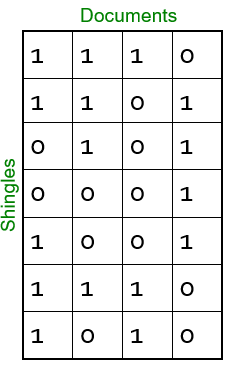 Documents
Shingles
1 1 1 0
1 1 0 1
0 1 0 1
0 0 0 1
1 0 0 1
1 1 1 0
1 0 1 0